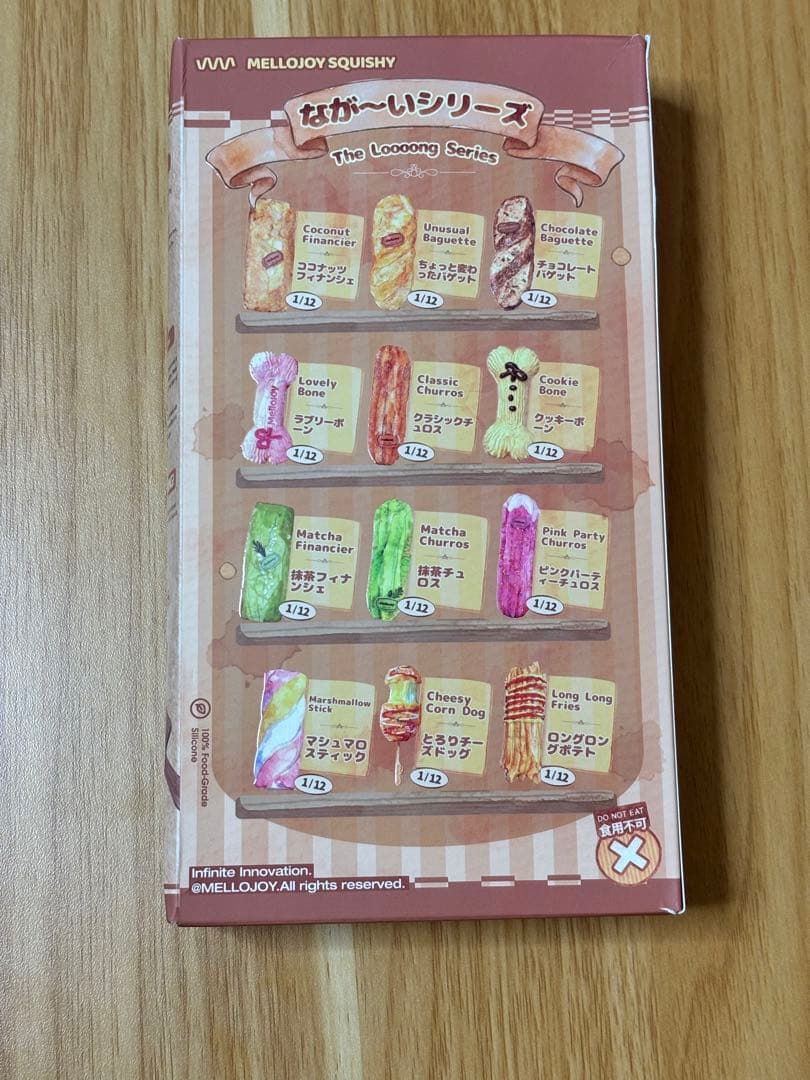 MELLOJOY SQUISHY
なが～いシリーズ
The Loooong Series
Coconut
Financier
ココナッツ
フィナンシェ
1/12
Unusual
Baguette
ちょっと変わ
ったバゲット
1/12
Chocolate
Baguette
チョコレート
バゲット
1/12
Lovely
Bone
ラブリーボ
ーン
1/12
Mellojoy
Classic
Churros
クラシックチ
ュロス
1/12
Cookie
Bone
クッキーボ
ーン
1/12
Matcha
Financier
抹茶フィナ
ンシェ
1/12
Matcha
Churros
抹茶チュ
ロス
1/12
Pink Party
Churros
ピンクパーテ
ィーチュロス
1/12
Marshmallow
Stick
マシュマロ
スティック
1/12
Cheesy
Corn Dog
とろりチー
ズドッグ
1/12
Long Long
Fries
ロングロン
グポテト
1/12
100% Food-Grade
Silicone
DO NOT EAT
食用不可
Infinite Innovation.
@MELLOJOY.All rights reserved.